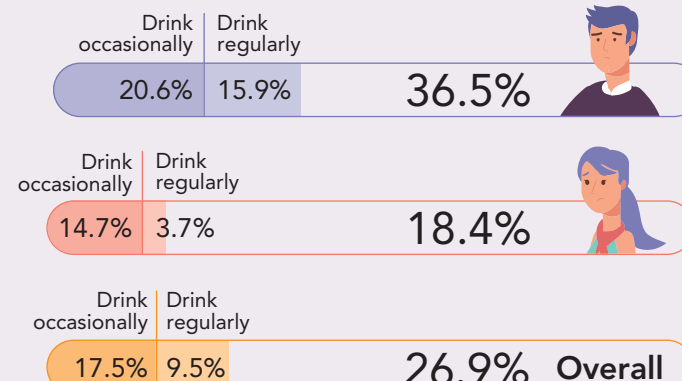 Drink Drink
occasionally regularly
20.6% 15.9% 36.5%
Drink Drink
occasionally regularly
14.7% 3.7% 18.4%
Drink Drink
occasionally regularly
17.5% 9.5% 26.9% Overall